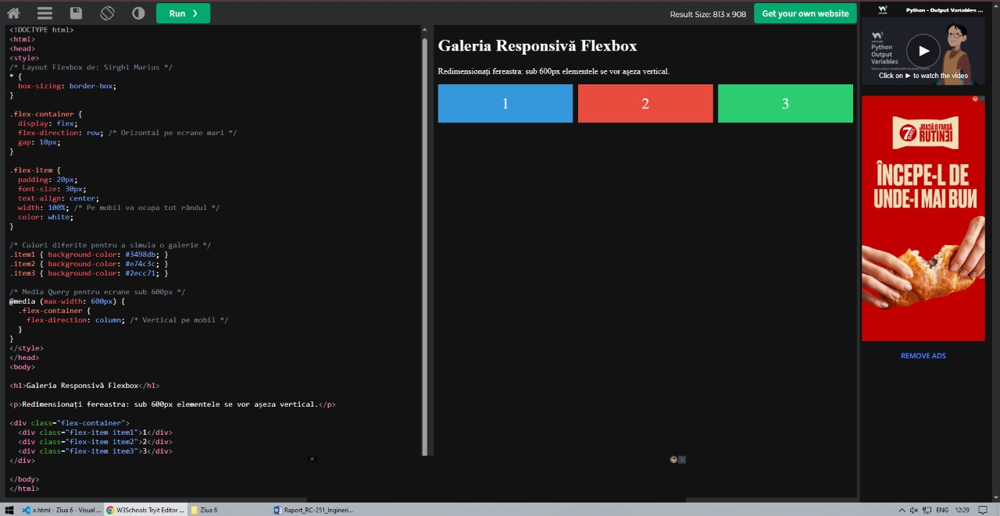 Run ❯
Result Size: 813 x 908
Get your own website
<!DOCTYPE html>
<html>
<head>
<style>
/* Layout Flexbox de: Sirghi Marius */
* {
  box-sizing: border-box;
}
.flex-container {
  display: flex;
  flex-direction: row; /* Orizontal pe ecrane mari */
  gap: 10px;
}
.flex-item {
  padding: 20px;
  font-size: 30px;
  text-align: center;
  width: 100%; /* Pe mobil va ocupa tot rândul */
  color: white;
}
/* Culori diferite pentru a simula o galerie */
.item1 { background-color: #3498db; }
.item2 { background-color: #e74c3c; }
.item3 { background-color: #2ecc71; }
/* Media Query pentru ecrane sub 600px */
@media (max-width: 600px) {
  .flex-container {
    flex-direction: column; /* Vertical pe mobil */
  }
}
</style>
</head>
<body>
<h1>Galeria Responsivă Flexbox</h1>
<p>Redimensionați fereastra: sub 600px elementele se vor așeza vertical.</p>
<div class="flex-container">
  <div class="flex-item item1">1</div>
  <div class="flex-item item2">2</div>
  <div class="flex-item item3">3</div>
</div>
</body>
</html>
Galeria Responsivă Flexbox
Redimensionați fereastra: sub 600px elementele se vor așeza vertical.
1
2
3
Python - Output Variables ...
Python
Output
Variables
Click on ► to watch the video
7
JOACĂ O FARSĂ
RUTINEI
ÎNCEPE-L DE
UNDE-I MAI BUN
REMOVE ADS
a.html - Ziua 6 - Visual ...
W3Schools Tryit Editor ...
Ziua 6
Raport_RC-251_Ingineri...
ENG
12:29